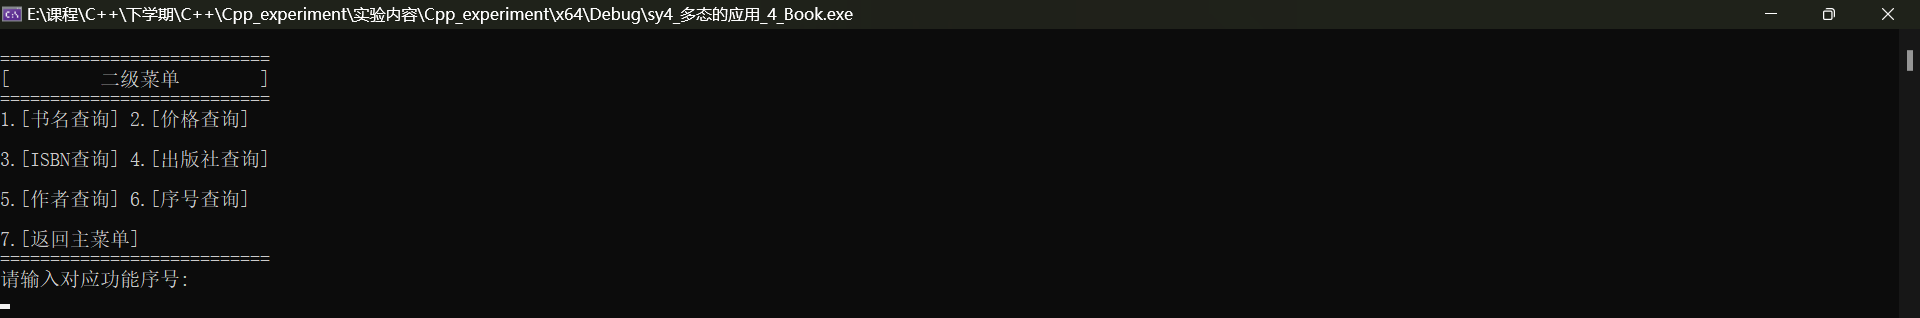 E:\课程\C++\下学期\C++\Cpp_experiment\实验内容\Cpp_experiment\x64\Debug\sy4_多态的应用_4_Book.exe
===========================
[         二级菜单        ]
===========================
1.[书名查询] 2.[价格查询]
3.[ISBN查询] 4.[出版社查询]
5.[作者查询] 6.[序号查询]
7.[返回主菜单]
===========================
请输入对应功能序号: